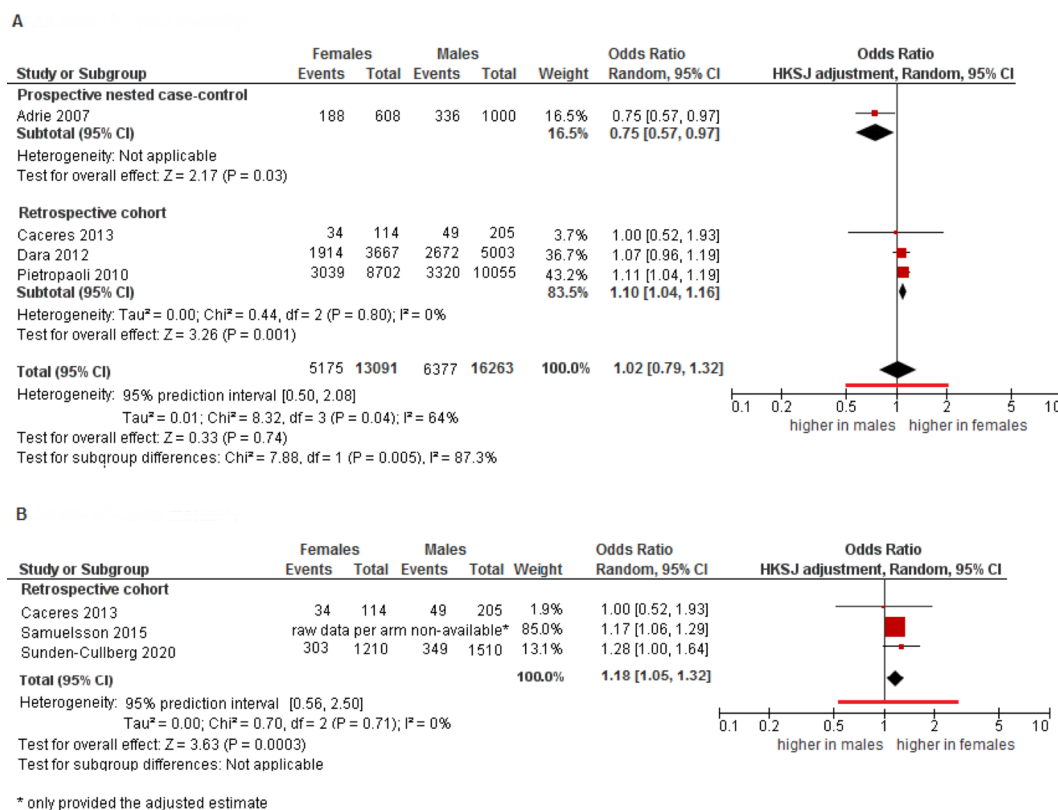 A
Females Males Odds Ratio Odds Ratio
Study or Subgroup Events Total Events Total Weight Random, 95% CI HKSJ adjustment, Random, 95% CI
Prospective nested case-control
Adrie 2007 188 608 336 1000 16.5% 0.75 [0.57, 0.97]
Subtotal (95% CI) 16.5% 0.75 [0.57, 0.97]
Heterogeneity: Not applicable
Test for overall effect: Z = 2.17 (P = 0.03)
Retrospective cohort
Caceres 2013 34 114 49 205 3.7% 1.00 [0.52, 1.93]
Dara 2012 1914 3667 2672 5003 36.7% 1.07 [0.96, 1.19]
Pietropaoli 2010 3039 8702 3320 10055 43.2% 1.11 [1.04, 1.19]
Subtotal (95% CI) 83.5% 1.10 [1.04, 1.16]
Heterogeneity: Tau² = 0.00; Chi² = 0.44, df = 2 (P = 0.80); I² = 0%
Test for overall effect: Z = 3.26 (P = 0.001)
Total (95% CI) 5175 13091 6377 16263 100.0% 1.02 [0.79, 1.32]
Heterogeneity: 95% prediction interval [0.50, 2.08]
Tau² = 0.01; Chi² = 8.32, df = 3 (P = 0.04); I² = 64%
Test for overall effect: Z = 0.33 (P = 0.74)
Test for subgroup differences: Chi² = 7.88, df = 1 (P = 0.005), I² = 87.3%
0.1 0.2 0.5 1 2 5 10
higher in males higher in females
B
Females Males Odds Ratio Odds Ratio
Study or Subgroup Events Total Events Total Weight Random, 95% CI HKSJ adjustment, Random, 95% CI
Retrospective cohort
Caceres 2013 34 114 49 205 1.9% 1.00 [0.52, 1.93]
Samuelsson 2015 raw data per arm non-available* 85.0% 1.17 [1.06, 1.29]
Sunden-Cullberg 2020 303 1210 349 1510 13.1% 1.28 [1.00, 1.64]
Total (95% CI) 100.0% 1.18 [1.05, 1.32]
Heterogeneity: 95% prediction interval [0.56, 2.50]
Tau² = 0.00; Chi² = 0.70, df = 2 (P = 0.71); I² = 0%
Test for overall effect: Z = 3.63 (P = 0.0003)
Test for subgroup differences: Not applicable
0.1 0.2 0.5 1 2 5 10
higher in males higher in females
* only provided the adjusted estimate